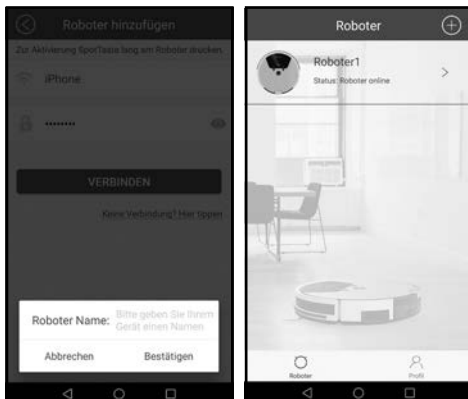 Roboter hinzufügen
Zur Aktivierung SpotTaste lang am Roboter drücken
iPhone
••••••••
VERBINDEN
Keine Verbindung? Hier tippen
Roboter Name:
Bitte geben Sie Ihrem
Gerät einen Namen
Abbrechen
Bestätigen
Roboter
Roboter1
Status: Roboter online
Roboter
Profil